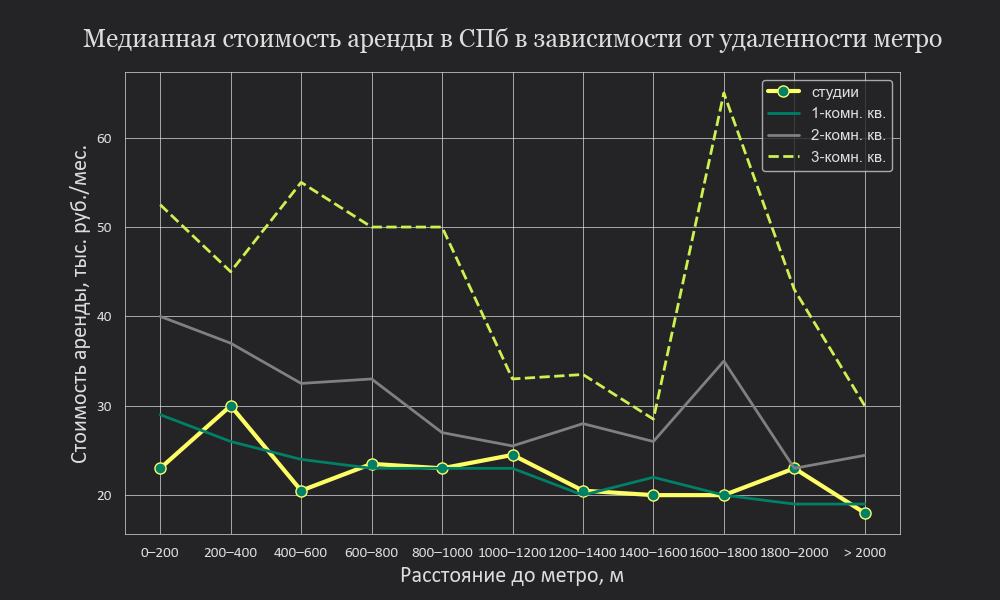 Медианная стоимость аренды в СПб в зависимости от удаленности метро
студии
1-комн. кв.
2-комн. кв.
3-комн. кв.
Стоимость аренды, тыс. руб./мес.
60
50
40
30
20
0–200 200–400 400–600 600–800 800–1000 1000–1200 1200–1400 1400–1600 1600–1800 1800–2000 > 2000
Расстояние до метро, м